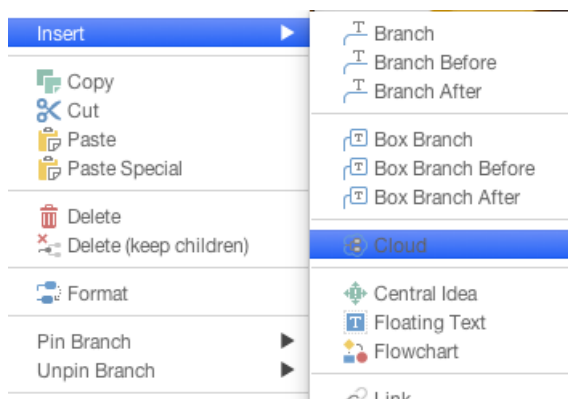 Insert
Copy
Cut
Paste
Paste Special
Delete
Delete (keep children)
Format
Pin Branch
Unpin Branch
Branch
Branch Before
Branch After
Box Branch
Box Branch Before
Box Branch After
Cloud
Central Idea
Floating Text
Flowchart
Link